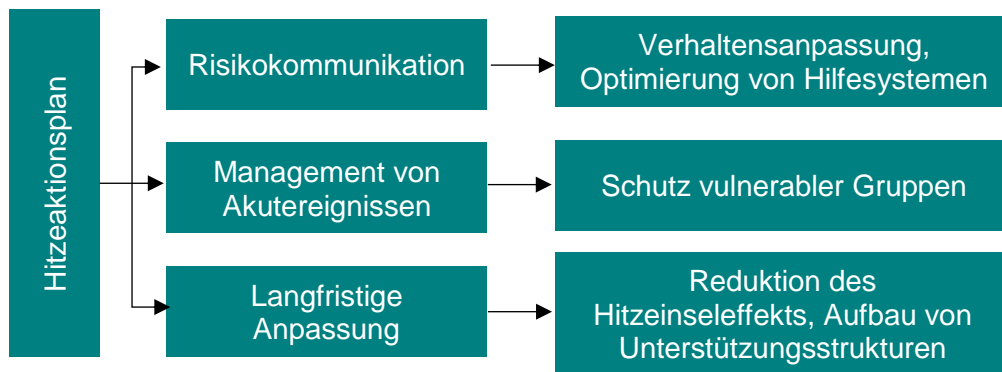 Hitzeaktionsplan
Risikokommunikation
Verhaltensanpassung,
Optimierung von Hilfesystemen
Management von
Akutereignissen
Schutz vulnerabler Gruppen
Langfristige
Anpassung
Reduktion des
Hitzeinseleffekts, Aufbau von
Unterstützungsstrukturen